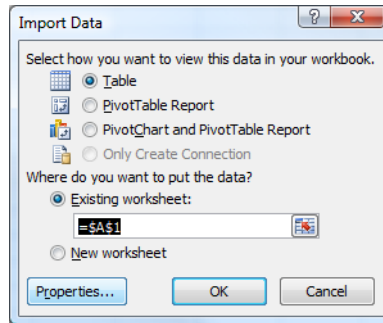 Import Data
Select how you want to view this data in your workbook.
Table
PivotTable Report
PivotChart and PivotTable Report
Only Create Connection
Where do you want to put the data?
Existing worksheet:
=$A$1
New worksheet
Properties... OK Cancel